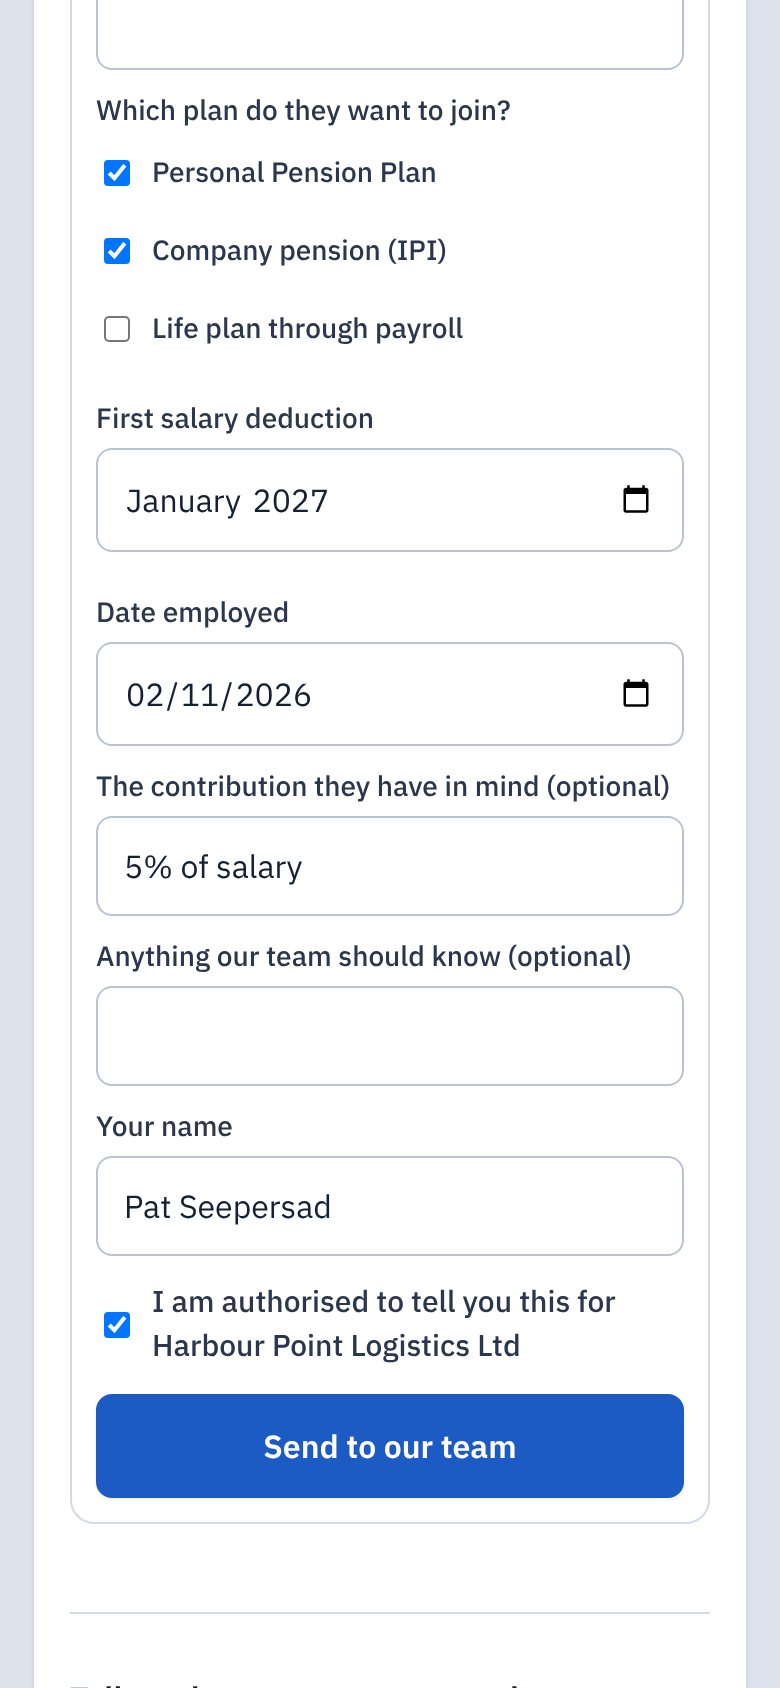 Which plan do they want to join?
Personal Pension Plan
Company pension (IPI)
Life plan through payroll
First salary deduction
January 2027
Date employed
02/11/2026
The contribution they have in mind (optional)
5% of salary
Anything our team should know (optional)
Your name
Pat Seepersad
I am authorised to tell you this for
Harbour Point Logistics Ltd
Send to our team